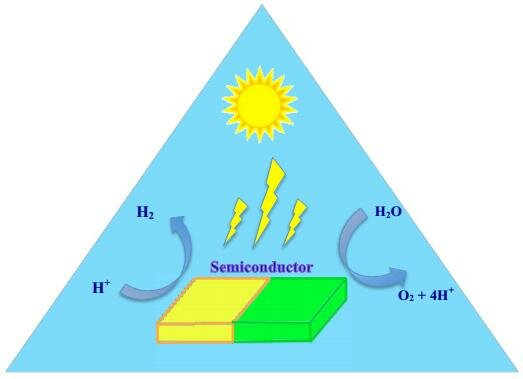 H₂
H₂O
Semiconductor
H⁺
O₂ + 4H⁺